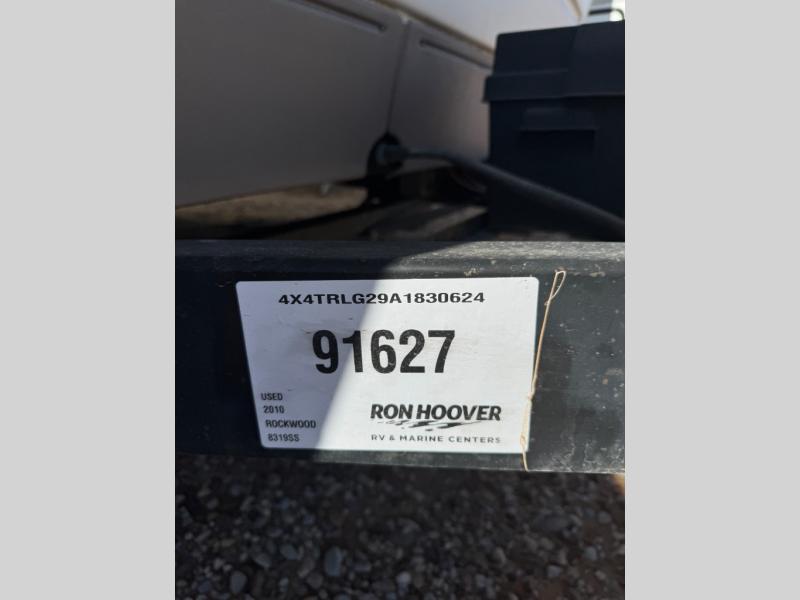 4X4TRLG29A1830624
91627
USED
2010
ROCKWOOD
8319SS
RON HOOVER
RV & MARINE CENTERS